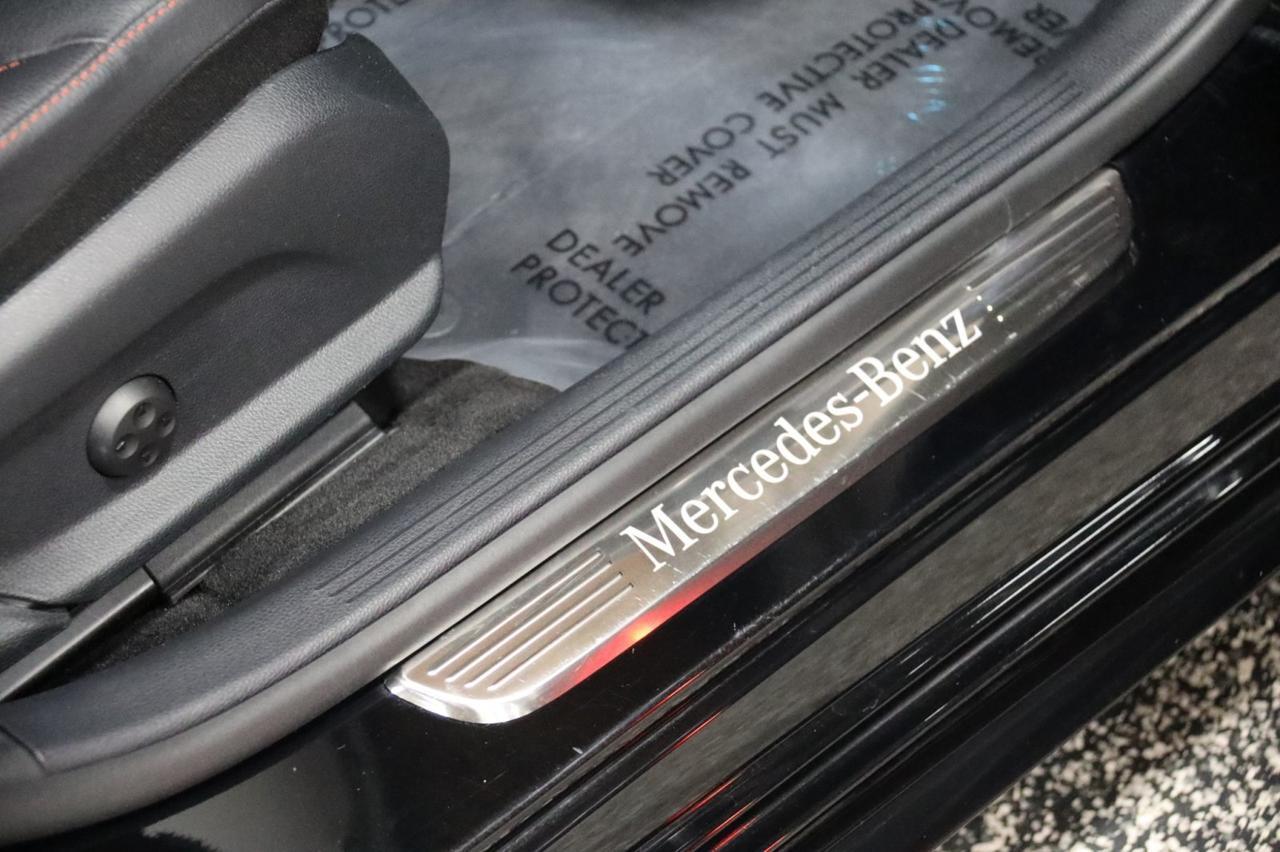 DEALER MUST REMOVE
PROTECTIVE COVER
DEALER
PROTECT
Mercedes-Benz